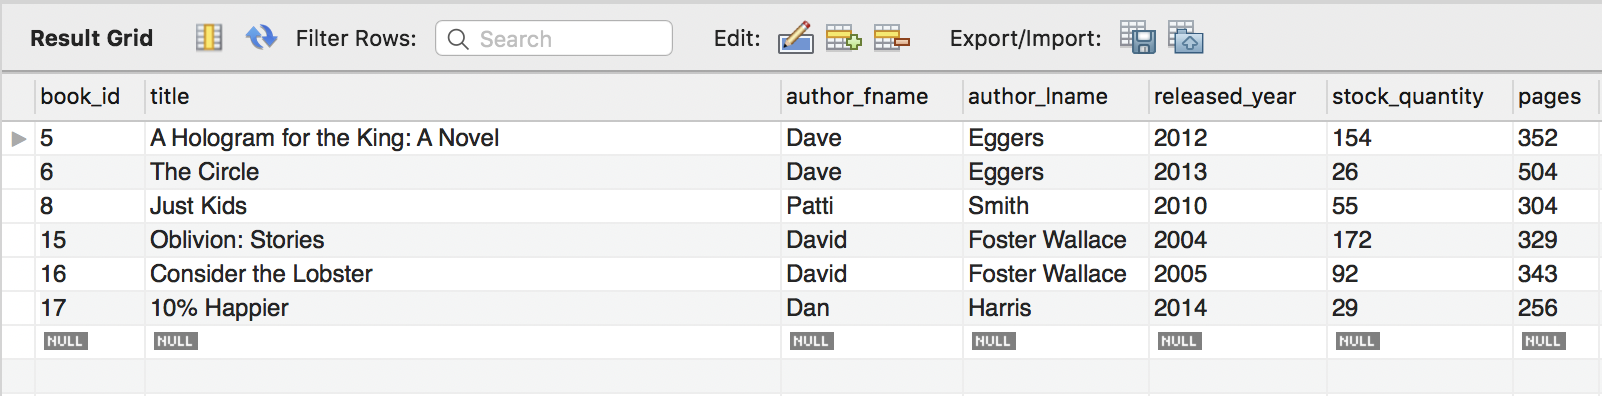 Result Grid Filter Rows: Search Edit: Export/Import:
book_id title author_fname author_lname released_year stock_quantity pages
5 A Hologram for the King: A Novel Dave Eggers 2012 154 352
6 The Circle Dave Eggers 2013 26 504
8 Just Kids Patti Smith 2010 55 304
15 Oblivion: Stories David Foster Wallace 2004 172 329
16 Consider the Lobster David Foster Wallace 2005 92 343
17 10% Happier Dan Harris 2014 29 256
NULL NULL NULL NULL NULL NULL NULL